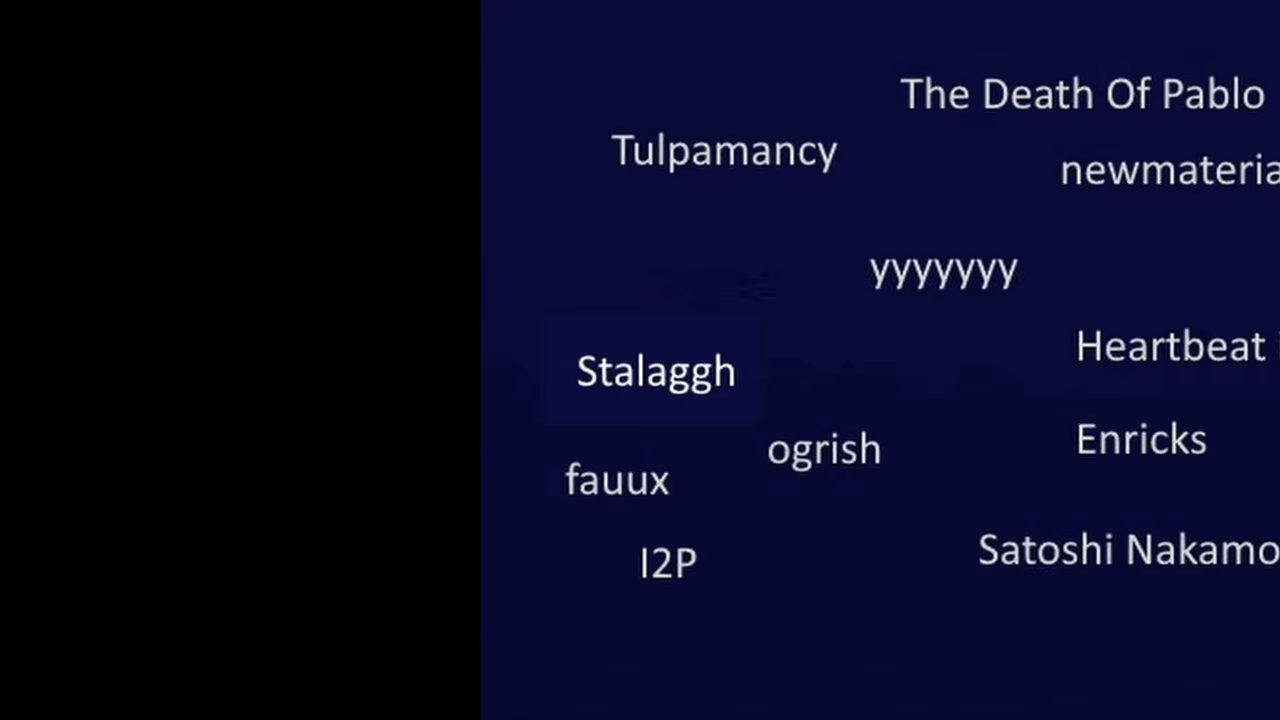 The Death Of Pablo
Tulpamancy
newmateria
yyyyyyy
Heartbeat
Stalaggh
Enricks
ogrish
fauux
Satoshi Nakamo
I2P